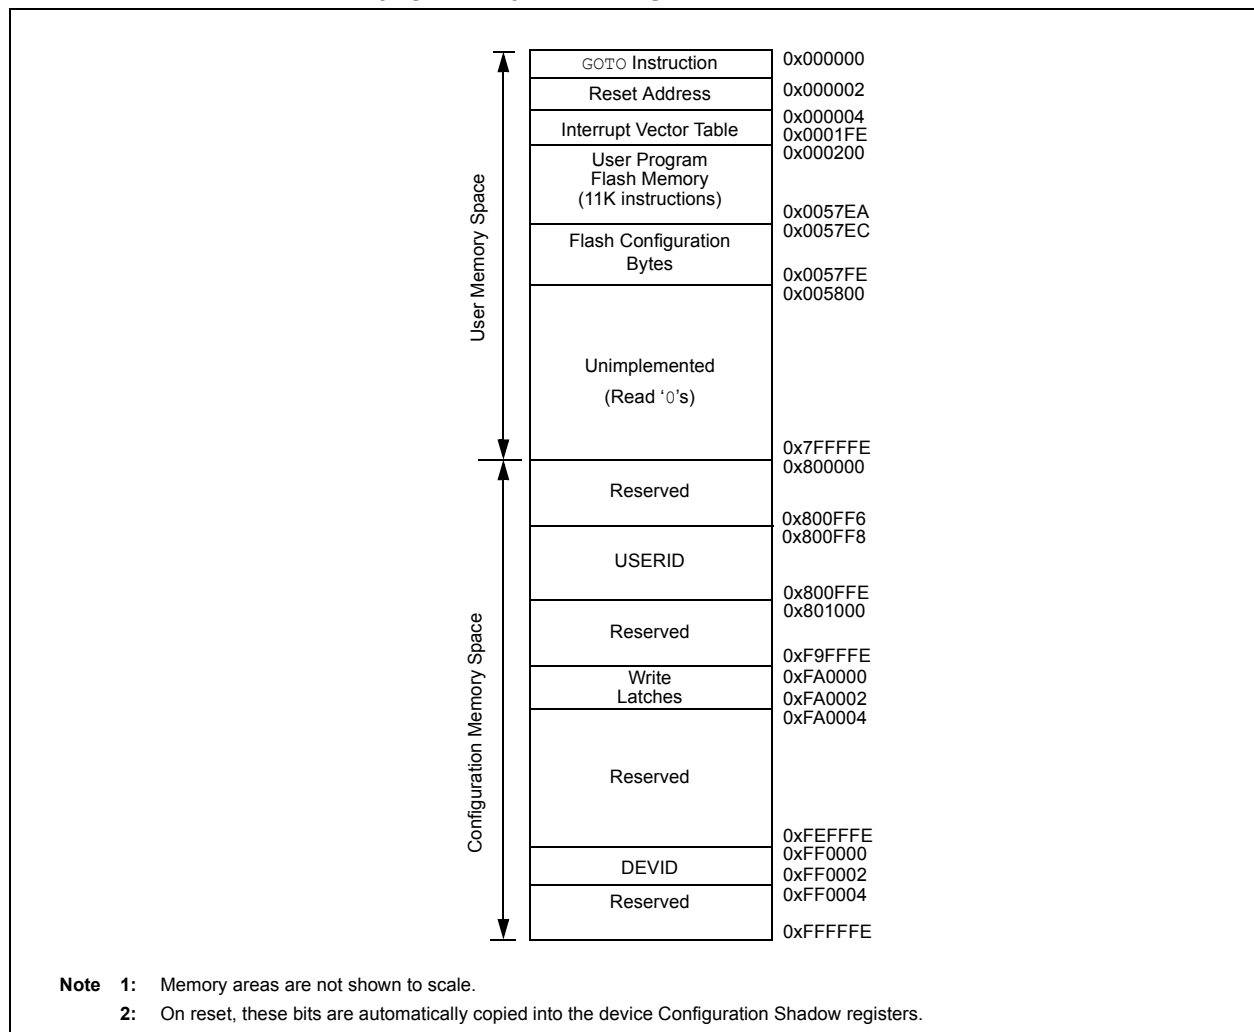 GOTO Instruction
0x000000
Reset Address
0x000002
Interrupt Vector Table
0x000004
0x0001FE
User Program
Flash Memory
(11K instructions)
0x000200
0x0057EA
Flash Configuration
Bytes
0x0057EC
0x0057FE
Unimplemented
(Read ‘0’s)
0x005800
0x7FFFFE
User Memory Space
Reserved
0x800000
0x800FF6
USERID
0x800FF8
0x800FFE
Reserved
0x801000
0xF9FFFE
Write
Latches
0xFA0000
0xFA0002
Reserved
0xFA0004
0xFEFFFE
DEVID
0xFF0000
0xFF0002
Reserved
0xFF0004
0xFFFFFE
Configuration Memory Space
Note 1: Memory areas are not shown to scale.
2: On reset, these bits are automatically copied into the device Configuration Shadow registers.